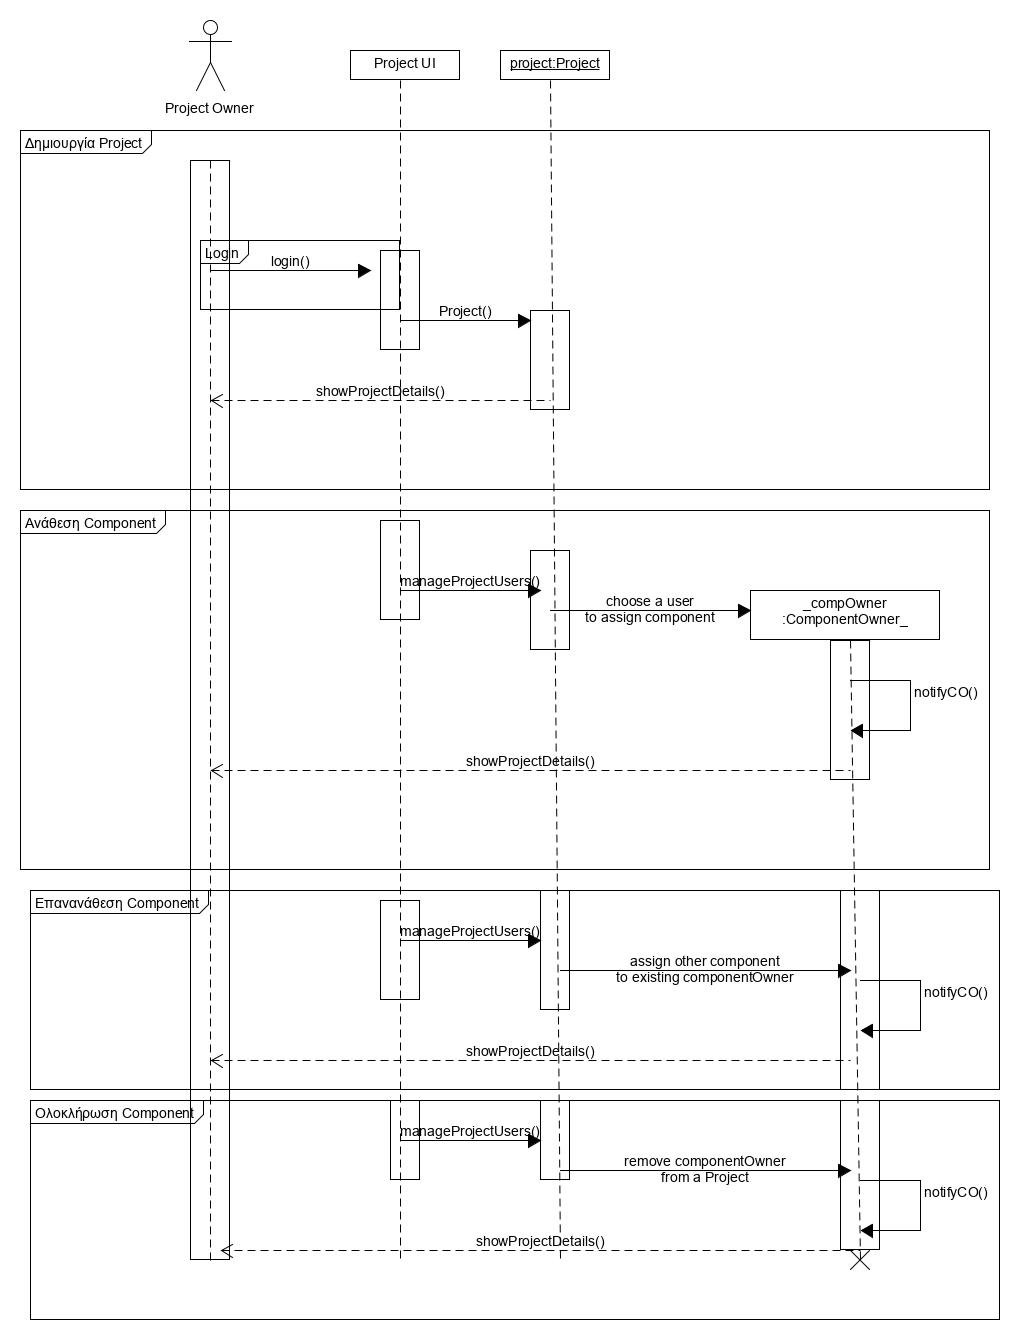 Project Owner
Project UI
project:Project
Δημιουργία Project
Login
login()
Project()
showProjectDetails()
Ανάθεση Component
manageProjectUsers()
choose a user
to assign component
_compOwner
:ComponentOwner_
notifyCO()
showProjectDetails()
Επανανάθεση Component
manageProjectUsers()
assign other component
to existing componentOwner
notifyCO()
showProjectDetails()
Ολοκλήρωση Component
manageProjectUsers()
remove componentOwner
from a Project
notifyCO()
showProjectDetails()